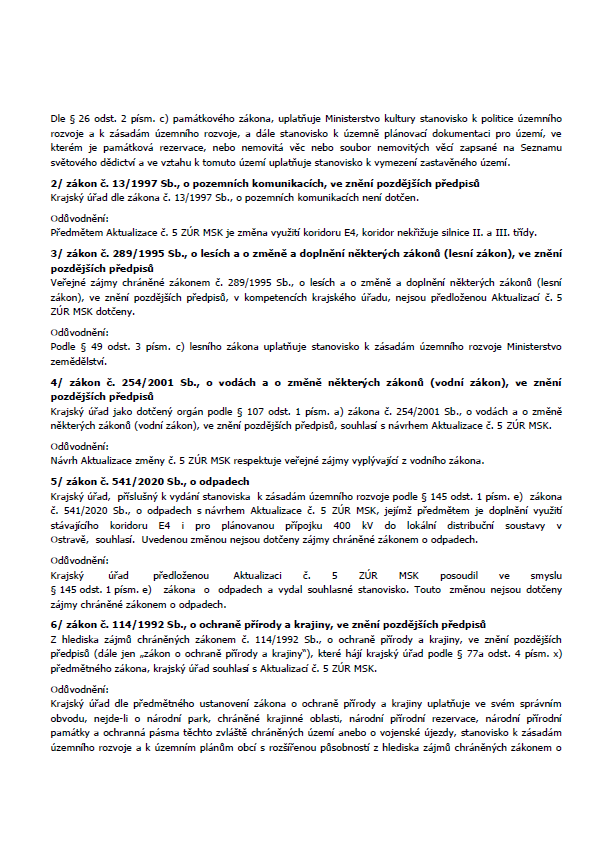 Dle § 26 odst. 2 písm. c) památkového zákona, uplatňuje Ministerstvo kultury stanovisko k politice územního
rozvoje a k zásadám územního rozvoje, a dále stanovisko k územně plánovací dokumentaci pro území, ve
kterém je památková rezervace, nebo nemovitá věc nebo soubor nemovitých věcí zapsané na Seznamu
světového dědictví a ve vztahu k tomuto území uplatňuje stanovisko k vymezení zastavěného území.
2/ zákon č. 13/1997 Sb., o pozemních komunikacích, ve znění pozdějších předpisů
Krajský úřad dle zákona č. 13/1997 Sb., o pozemních komunikacích není dotčen.
Odůvodnění:
Předmětem Aktualizace č. 5 ZÚR MSK je změna využití koridoru E4, koridor nekřižuje silnice II. a III. třídy.
3/ zákon č. 289/1995 Sb., o lesích a o změně a doplnění některých zákonů (lesní zákon), ve znění
pozdějších předpisů
Veřejné zájmy chráněné zákonem č. 289/1995 Sb., o lesích a o změně a doplnění některých zákonů (lesní
zákon), ve znění pozdějších předpisů, v kompetencích krajského úřadu, nejsou předloženou Aktualizací č. 5
ZÚR MSK dotčeny.
Odůvodnění:
Podle § 49 odst. 3 písm. c) lesního zákona uplatňuje stanovisko k zásadám územního rozvoje Ministerstvo
zemědělství.
4/ zákon č. 254/2001 Sb., o vodách a o změně některých zákonů (vodní zákon), ve znění
pozdějších předpisů
Krajský úřad jako dotčený orgán podle § 107 odst. 1 písm. a) zákona č. 254/2001 Sb., o vodách a o změně
některých zákonů (vodní zákon), ve znění pozdějších předpisů, souhlasí s návrhem Aktualizace č. 5 ZÚR MSK.
Odůvodnění:
Návrh Aktualizace změny č. 5 ZÚR MSK respektuje veřejné zájmy vyplývající z vodního zákona.
5/ zákon č. 541/2020 Sb., o odpadech
Krajský úřad, příslušný k vydání stanoviska k zásadám územního rozvoje podle § 145 odst. 1 písm. e) zákona
č. 541/2020 Sb., o odpadech s návrhem Aktualizace č. 5 ZÚR MSK, jejímž předmětem je doplnění využití
stávajícího koridoru E4 i pro plánovanou přípojku 400 kV do lokální distribuční soustavy v
Ostravě, souhlasí. Uvedenou změnou nejsou dotčeny zájmy chráněné zákonem o odpadech.
Odůvodnění:
Krajský úřad předloženou Aktualizaci č. 5 ZÚR MSK posoudil ve smyslu
§ 145 odst. 1 písm. e) zákona o odpadech a vydal souhlasné stanovisko. Touto změnou nejsou dotčeny
zájmy chráněné zákonem o odpadech.
6/ zákon č. 114/1992 Sb., o ochraně přírody a krajiny, ve znění pozdějších předpisů
Z hlediska zájmů chráněných zákonem č. 114/1992 Sb., o ochraně přírody a krajiny, ve znění pozdějších
předpisů (dále jen „zákon o ochraně přírody a krajiny“), které hájí krajský úřad podle § 77a odst. 4 písm. x)
předmětného zákona, krajský úřad souhlasí s Aktualizací č. 5 ZÚR MSK.
Odůvodnění:
Krajský úřad dle předmětného ustanovení zákona o ochraně přírody a krajiny uplatňuje ve svém správním
obvodu, nejde-li o národní park, chráněné krajinné oblasti, národní přírodní rezervace, národní přírodní
památky a ochranná pásma těchto zvláště chráněných území anebo o vojenské újezdy, stanovisko k zásadám
územního rozvoje a k územním plánům obcí s rozšířenou působností z hlediska zájmů chráněných zákonem o